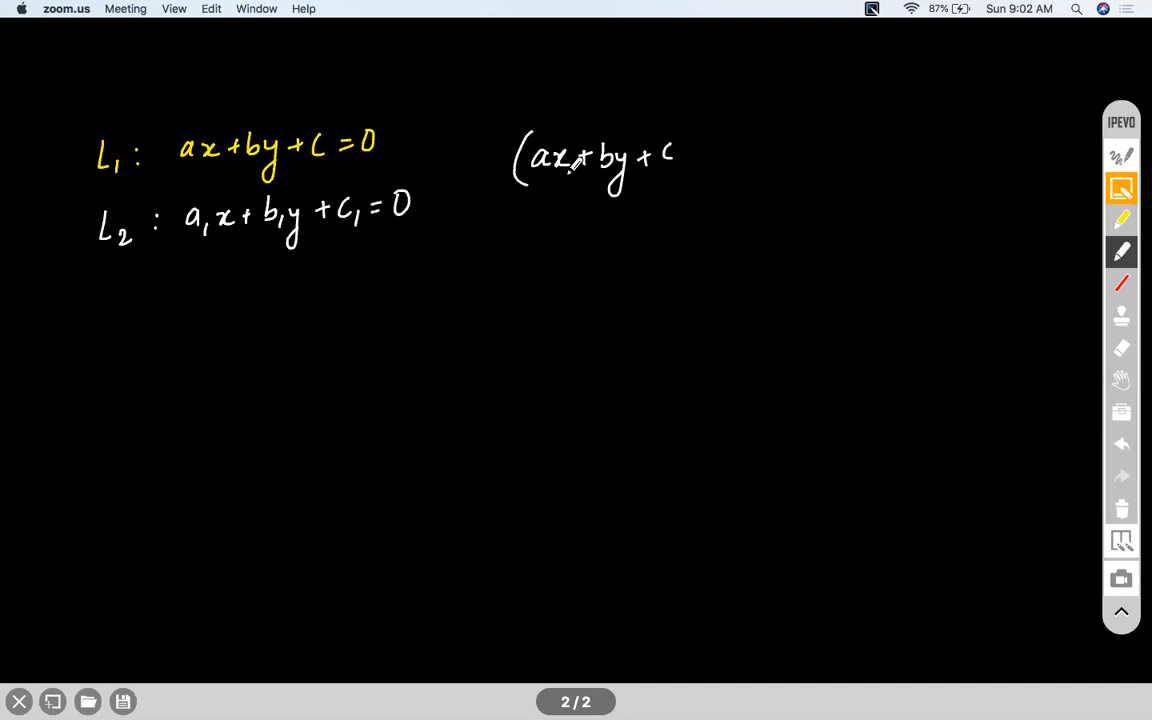 zoom.us Meeting View Edit Window Help 87% Sun 9:02 AM
L₁ : ax + by + c = 0
(ax + by + c
L₂ : a₁x + b₁y + c₁ = 0
IPEVO
2 / 2